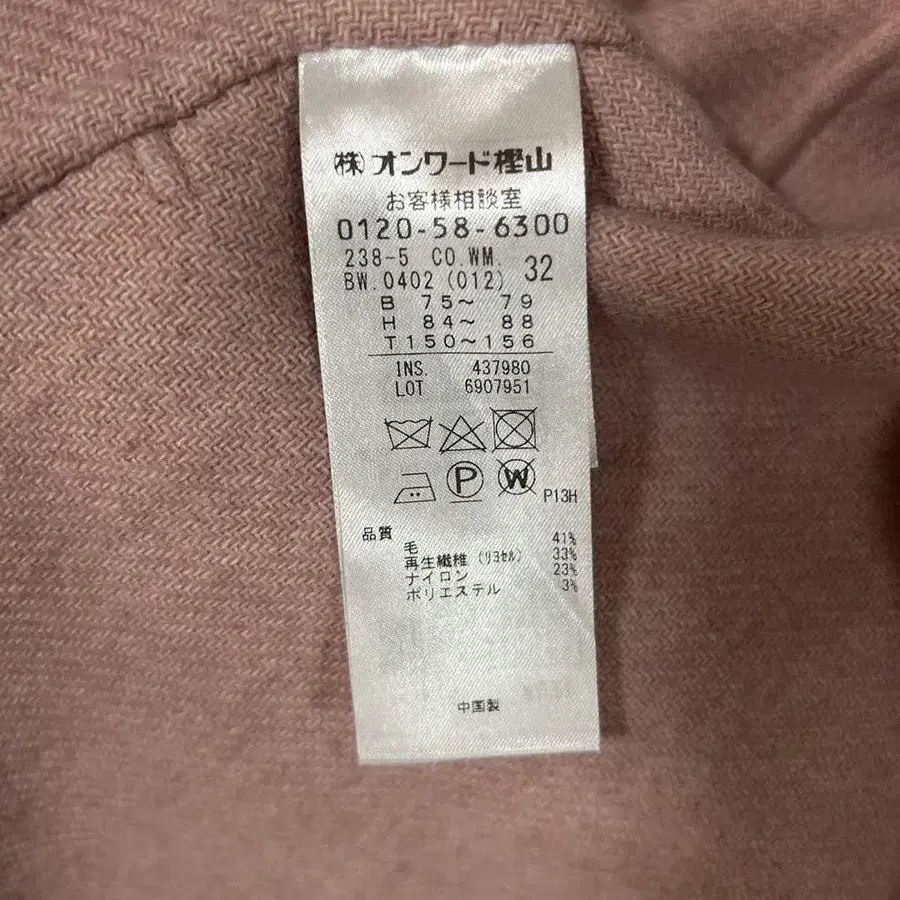 ㈱オンワード樫山
お客様相談室
0120-58-6300
238-5 CO.WM. 32
BW.0402(012)
B 75～ 79
H 84～ 88
T150～156
INS. 437980
LOT 6907951
P
W
P13H
品質
毛 41%
再生繊維(リヨセル) 33%
ナイロン 23%
ポリエステル 3%
中国製